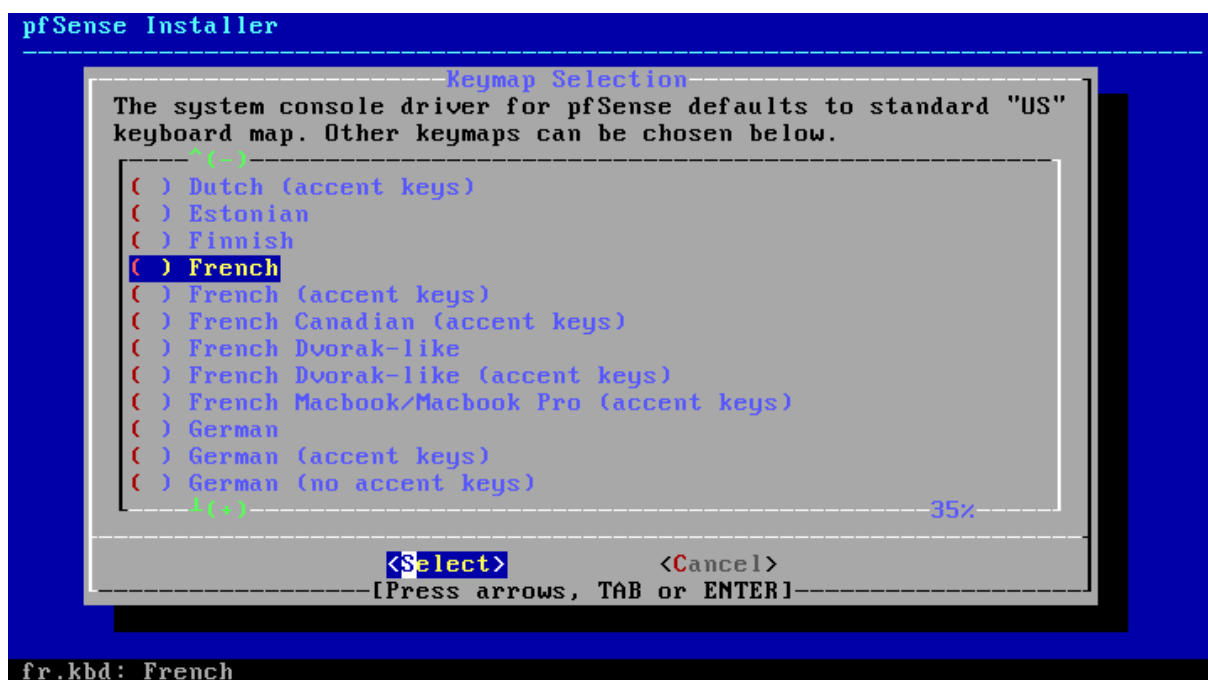 pfSense Installer
Keymap Selection
The system console driver for pfSense defaults to standard "US"
keyboard map. Other keymaps can be chosen below.
^(-)
( ) Dutch (accent keys)
( ) Estonian
( ) Finnish
( ) French
( ) French (accent keys)
( ) French Canadian (accent keys)
( ) French Dvorak-like
( ) French Dvorak-like (accent keys)
( ) French Macbook/Macbook Pro (accent keys)
( ) German
( ) German (accent keys)
( ) German (no accent keys)
┴(+) 35%
<Select> <Cancel>
[Press arrows, TAB or ENTER]
fr.kbd: French